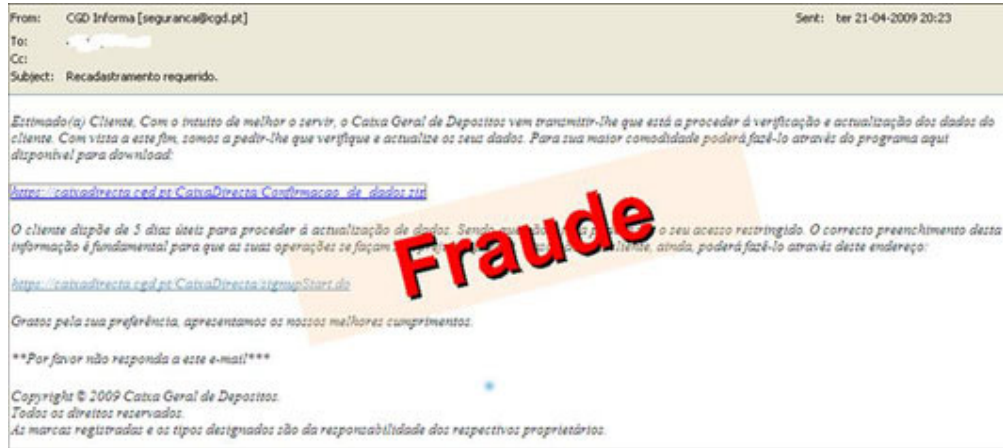 From: CGD Informa [seguranca@cgd.pt] Sent: ter 21-04-2009 20:23
To:
Cc:
Subject: Recadastramento requerido.
Estimado(a) Cliente, Com o intuito de melhor o servir, o Caixa Geral de Depositos vem transmitir-lhe que está a proceder á verificação e actualização dos dados do
cliente. Com vista a este fim, somos a pedir-lhe que verifique e actualize os seus dados. Para sua maior comodidade poderá fazê-lo através do programa aqui
disponível para download:
https://caixadirecta.cgd.pt/CaixaDirecta/Confirmacao_de_dados.zip
O cliente dispõe de 5 dias úteis para proceder á actualização de dados. Sendo que o seu acesso restringido. O correcto preenchimento desta
informação é fundamental para que as suas operações se façam cliente, ainda, poderá fazê-lo através deste endereço:
Fraude
https://caixadirecta.cgd.pt/CaixaDirecta/signupStart.do
Gratos pela sua preferência, apresentamos os nossos melhores cumprimentos.
**Por favor não responda a este e-mail***
Copyright © 2009 Caixa Geral de Depositos.
Todos os direitos reservados.
As marcas registradas e os tipos designados são da responsabilidade dos respectivos proprietários.